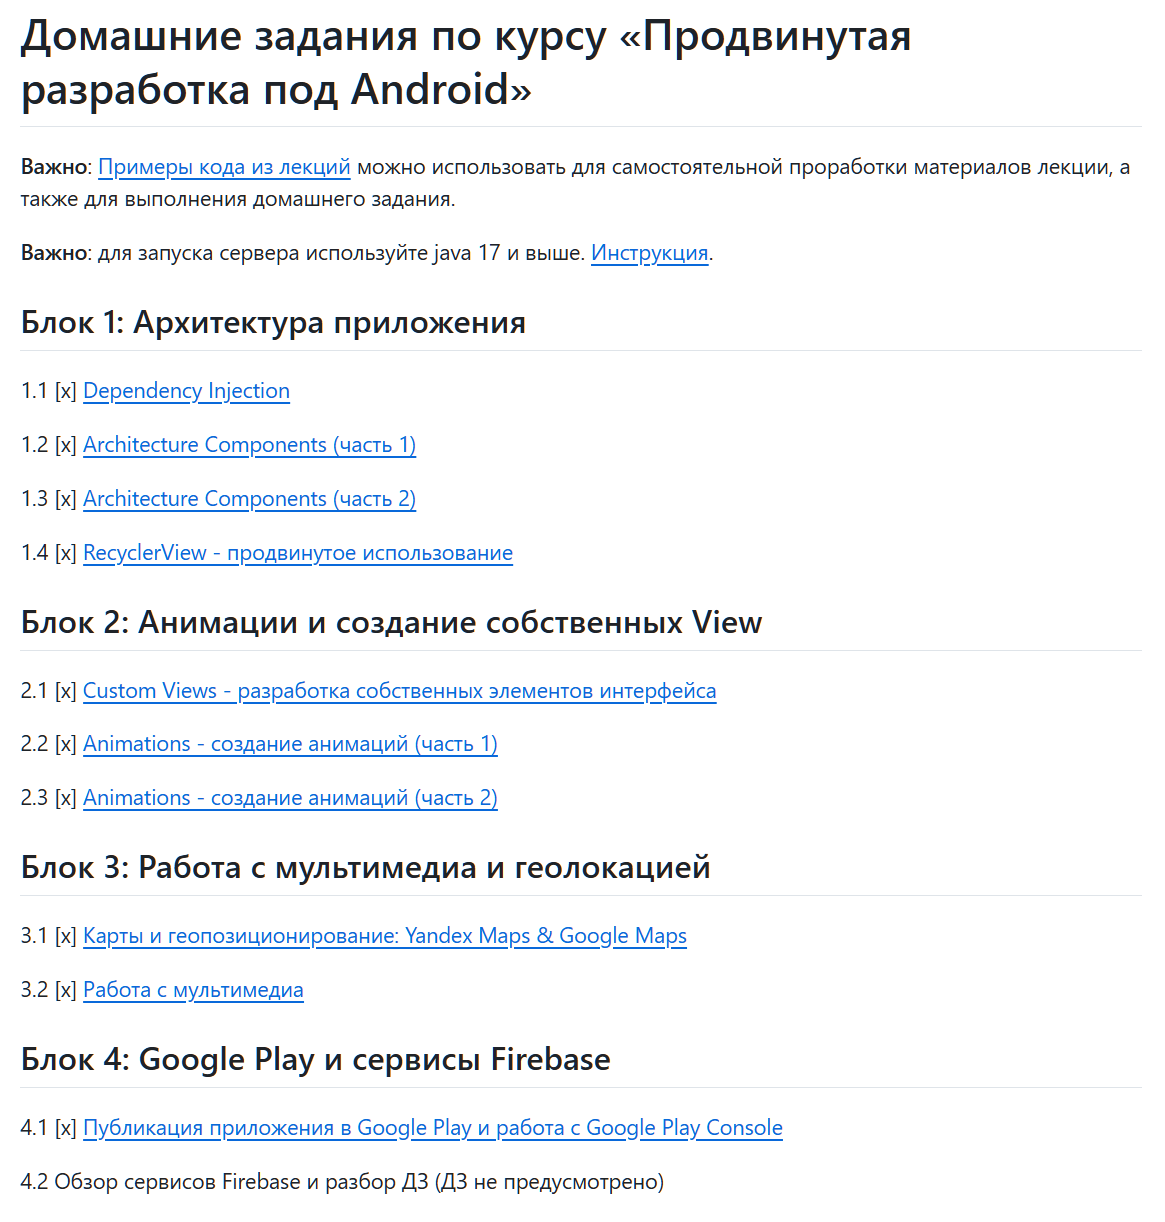 Домашние задания по курсу «Продвинутая
разработка под Android»
Важно: Примеры кода из лекций можно использовать для самостоятельной проработки материалов лекции, а
также для выполнения домашнего задания.
Важно: для запуска сервера используйте java 17 и выше. Инструкция.
Блок 1: Архитектура приложения
1.1 [x] Dependency Injection
1.2 [x] Architecture Components (часть 1)
1.3 [x] Architecture Components (часть 2)
1.4 [x] RecyclerView - продвинутое использование
Блок 2: Анимации и создание собственных View
2.1 [x] Custom Views - разработка собственных элементов интерфейса
2.2 [x] Animations - создание анимаций (часть 1)
2.3 [x] Animations - создание анимаций (часть 2)
Блок 3: Работа с мультимедиа и геолокацией
3.1 [x] Карты и геопозиционирование: Yandex Maps & Google Maps
3.2 [x] Работа с мультимедиа
Блок 4: Google Play и сервисы Firebase
4.1 [x] Публикация приложения в Google Play и работа с Google Play Console
4.2 Обзор сервисов Firebase и разбор ДЗ (ДЗ не предусмотрено)